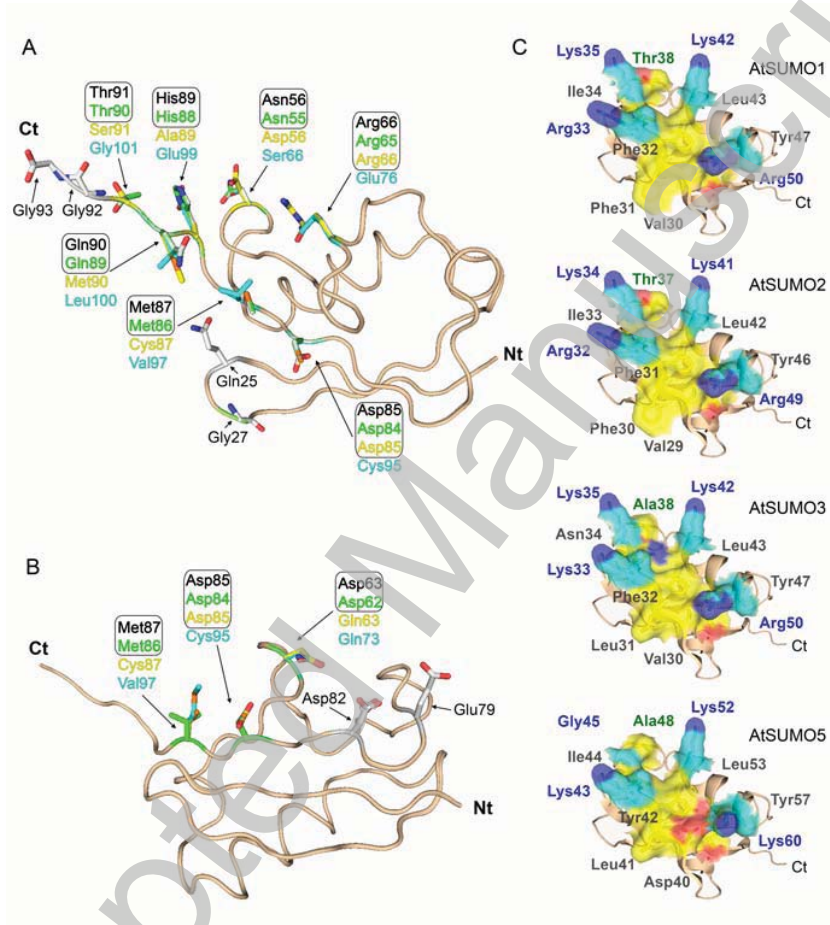 A
Ct
Thr91
Thr90
Ser91
Gly101
His89
His88
Ala89
Glu99
Asn56
Asn55
Asp56
Ser66
Arg66
Arg65
Arg66
Glu76
Gly93
Gly92
Gln90
Gln89
Met90
Leu100
Met87
Met86
Cys87
Val97
Gln25
Gly27
Nt
Asp85
Asp84
Asp85
Cys95
B
Ct
Met87
Met86
Cys87
Val97
Asp85
Asp84
Asp85
Cys95
Asp63
Asp62
Gln63
Gln73
Asp82
Glu79
Nt
C
Lys35
Thr38
Lys42
AtSUMO1
Ile34
Leu43
Arg33
Phe32
Tyr47
Arg50
Ct
Phe31
Val30
Lys34
Thr37
Lys41
AtSUMO2
Ile33
Leu42
Arg32
Phe31
Tyr46
Arg49
Ct
Phe30
Val29
Lys35
Ala38
Lys42
AtSUMO3
Asn34
Leu43
Lys33
Phe32
Tyr47
Arg50
Ct
Leu31
Val30
Gly45
Ala48
Lys52
AtSUMO5
Ile44
Leu53
Lys43
Tyr42
Tyr57
Lys60
Ct
Leu41
Asp40
pted Manuscrip